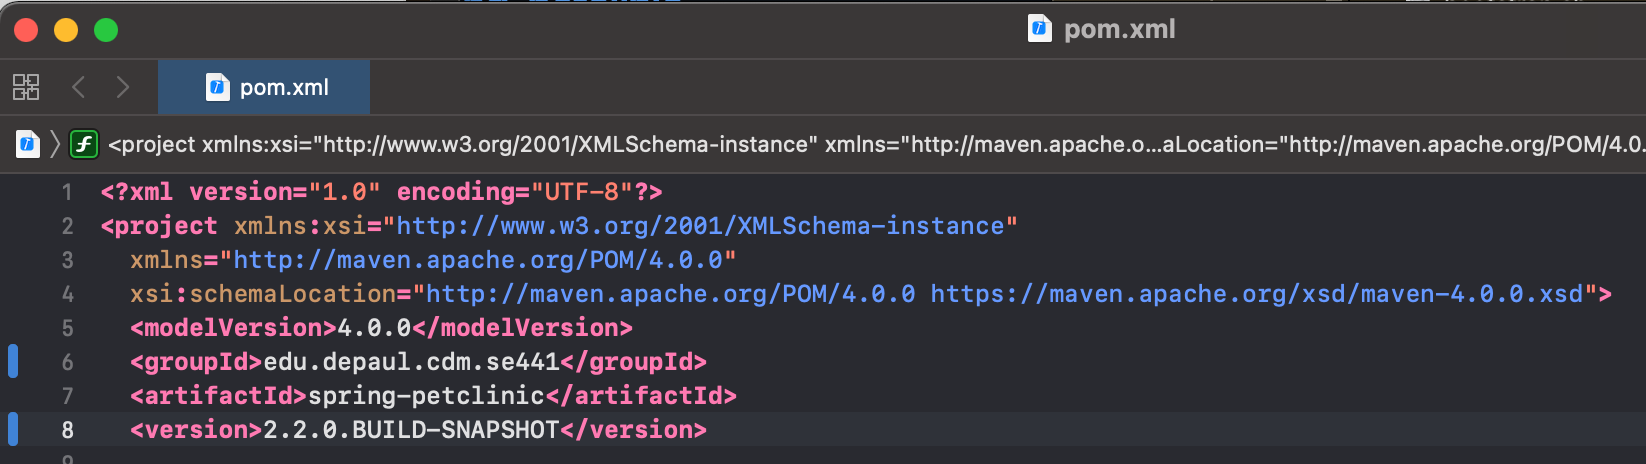 pom.xml
pom.xml
<project xmlns:xsi="http://www.w3.org/2001/XMLSchema-instance" xmlns="http://maven.apache.o...aLocation="http://maven.apache.org/POM/4.0.
1 <?xml version="1.0" encoding="UTF-8"?>
2 <project xmlns:xsi="http://www.w3.org/2001/XMLSchema-instance"
3 xmlns="http://maven.apache.org/POM/4.0.0"
4 xsi:schemaLocation="http://maven.apache.org/POM/4.0.0 https://maven.apache.org/xsd/maven-4.0.0.xsd">
5 <modelVersion>4.0.0</modelVersion>
6 <groupId>edu.depaul.cdm.se441</groupId>
7 <artifactId>spring-petclinic</artifactId>
8 <version>2.2.0.BUILD-SNAPSHOT</version>